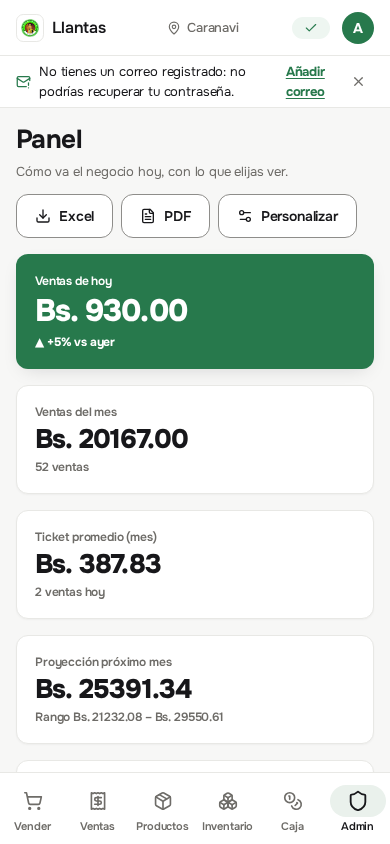 Llantas
Caranavi
A
No tienes un correo registrado: no
podrías recuperar tu contraseña.
Añadir
correo
Panel
Cómo va el negocio hoy, con lo que elijas ver.
Excel
PDF
Personalizar
Ventas de hoy
Bs. 930.00
▲ +5% vs ayer
Ventas del mes
Bs. 20167.00
52 ventas
Ticket promedio (mes)
Bs. 387.83
2 ventas hoy
Proyección próximo mes
Bs. 25391.34
Rango Bs. 21232.08 – Bs. 29550.61
Vender
Ventas
Productos
Inventario
Caja
Admin